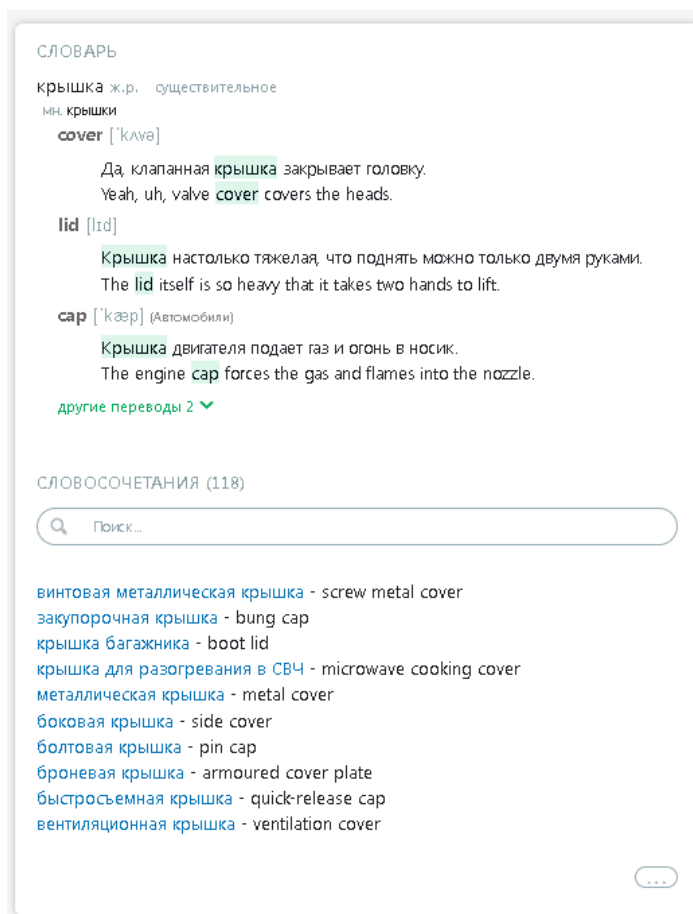 СЛОВАРЬ
крышка ж.р. существительное
мн. крышки
cover [ˈkʌvə]
Да, клапанная крышка закрывает головку.
Yeah, uh, valve cover covers the heads.
lid [lɪd]
Крышка настолько тяжелая, что поднять можно только двумя руками.
The lid itself is so heavy that it takes two hands to lift.
cap [ˈkæp] (Автомобили)
Крышка двигателя подает газ и огонь в носик.
The engine cap forces the gas and flames into the nozzle.
другие переводы 2
СЛОВОСОЧЕТАНИЯ (118)
Поиск...
винтовая металлическая крышка - screw metal cover
закупорочная крышка - bung cap
крышка багажника - boot lid
крышка для разогревания в СВЧ - microwave cooking cover
металлическая крышка - metal cover
боковая крышка - side cover
болтовая крышка - pin cap
броневая крышка - armoured cover plate
быстросъемная крышка - quick-release cap
вентиляционная крышка - ventilation cover
...